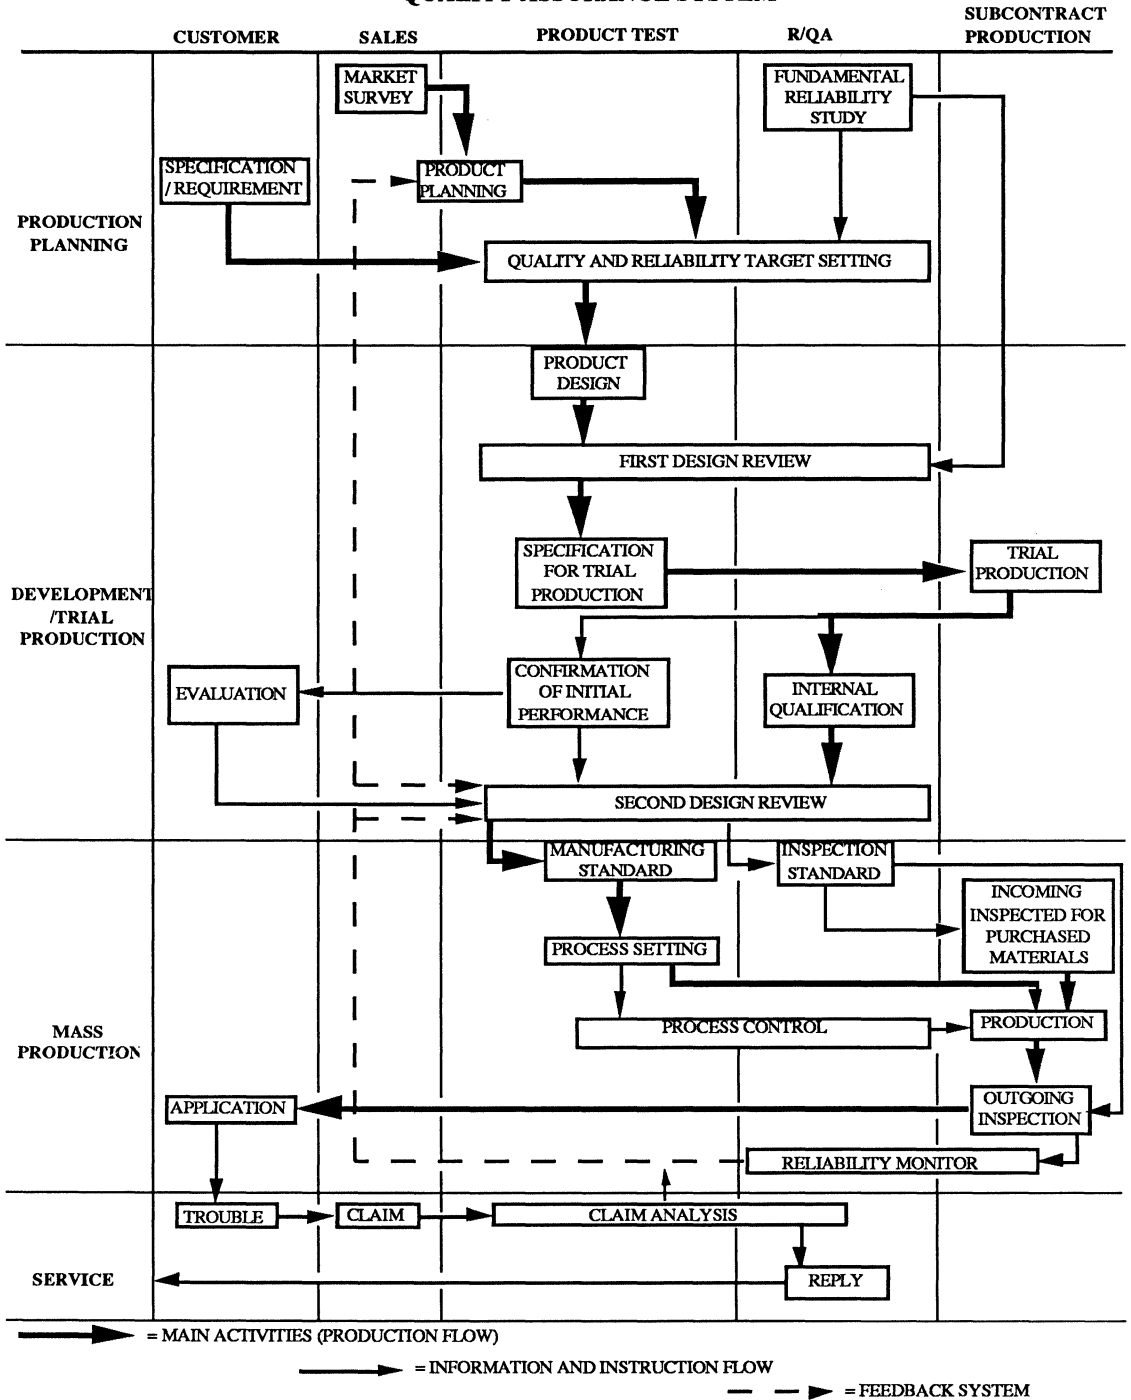 QUALITY ASSURANCE SYSTEM
SUBCONTRACT
CUSTOMER SALES PRODUCT TEST R/QA PRODUCTION
MARKET
SURVEY
FUNDAMENTAL
RELIABILITY
STUDY
SPECIFICATION
/ REQUIREMENT
PRODUCT
PLANNING
PRODUCTION
PLANNING
QUALITY AND RELIABILITY TARGET SETTING
PRODUCT
DESIGN
FIRST DESIGN REVIEW
SPECIFICATION
FOR TRIAL
PRODUCTION
TRIAL
PRODUCTION
DEVELOPMENT
/TRIAL
PRODUCTION
EVALUATION
CONFIRMATION
OF INITIAL
PERFORMANCE
INTERNAL
QUALIFICATION
SECOND DESIGN REVIEW
MANUFACTURING
STANDARD
INSPECTION
STANDARD
INCOMING
INSPECTED FOR
PURCHASED
MATERIALS
PROCESS SETTING
MASS
PRODUCTION
PROCESS CONTROL
PRODUCTION
APPLICATION
OUTGOING
INSPECTION
RELIABILITY MONITOR
TROUBLE
CLAIM
CLAIM ANALYSIS
SERVICE
REPLY
= MAIN ACTIVITIES (PRODUCTION FLOW)
= INFORMATION AND INSTRUCTION FLOW
= FEEDBACK SYSTEM